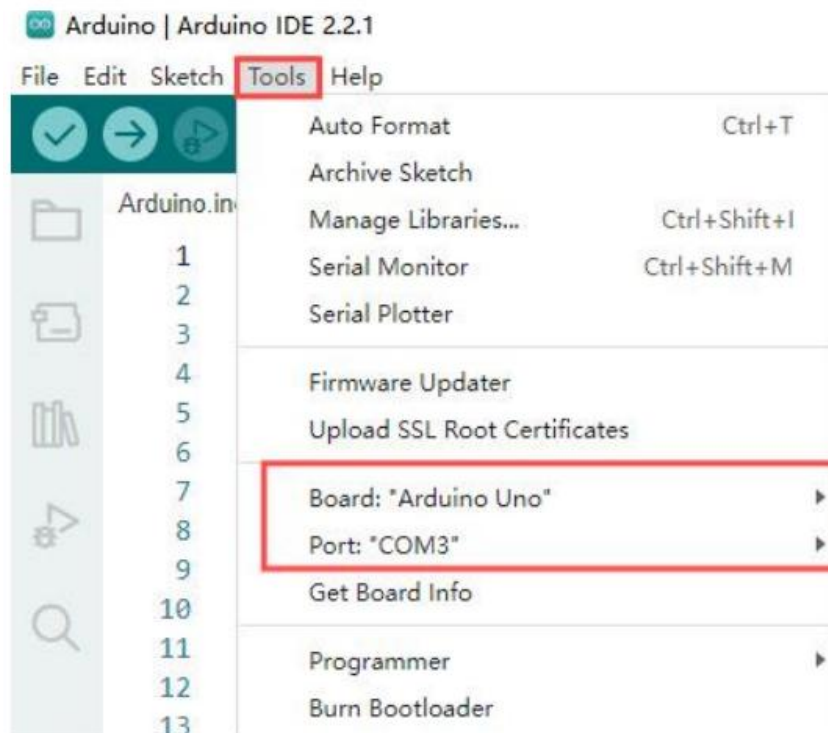 Arduino | Arduino IDE 2.2.1
File Edit Sketch Tools Help
Auto Format Ctrl+T
Archive Sketch
Arduino.in
Manage Libraries... Ctrl+Shift+I
1
Serial Monitor Ctrl+Shift+M
2
Serial Plotter
3
4
Firmware Updater
5
Upload SSL Root Certificates
6
7
Board: "Arduino Uno"
8
Port: "COM3"
9
Get Board Info
10
11
Programmer
12
Burn Bootloader
13